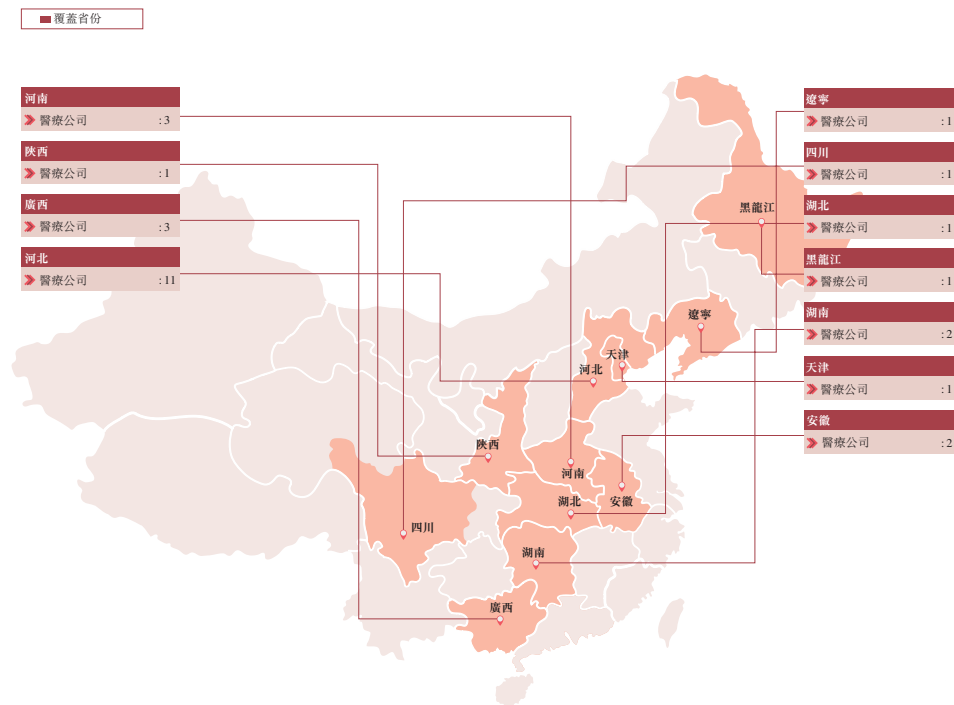 覆蓋省份
河南
醫療公司 :3
陝西
醫療公司 :1
廣西
醫療公司 :3
河北
醫療公司 :11
遼寧
醫療公司 :1
四川
醫療公司 :1
湖北
醫療公司 :1
黑龍江
醫療公司 :1
湖南
醫療公司 :2
天津
醫療公司 :1
安徽
醫療公司 :2
黑龍江
遼寧
天津
河北
陝西
河南
湖北
安徽
四川
湖南
廣西